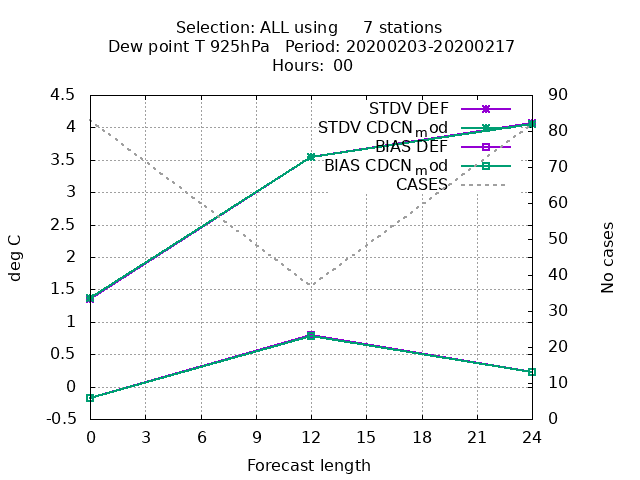 Selection: ALL using     7 stations
Dew point T 925hPa   Period: 20200203-20200217
Hours:  00
4.5
4
3.5
3
2.5
2
1.5
1
0.5
0
-0.5
deg C
STDV DEF
STDV CDCN_mod
BIAS DEF
BIAS CDCN_mod
CASES
90
80
70
60
50
40
30
20
10
0
No cases
0 3 6 9 12 15 18 21 24
Forecast length